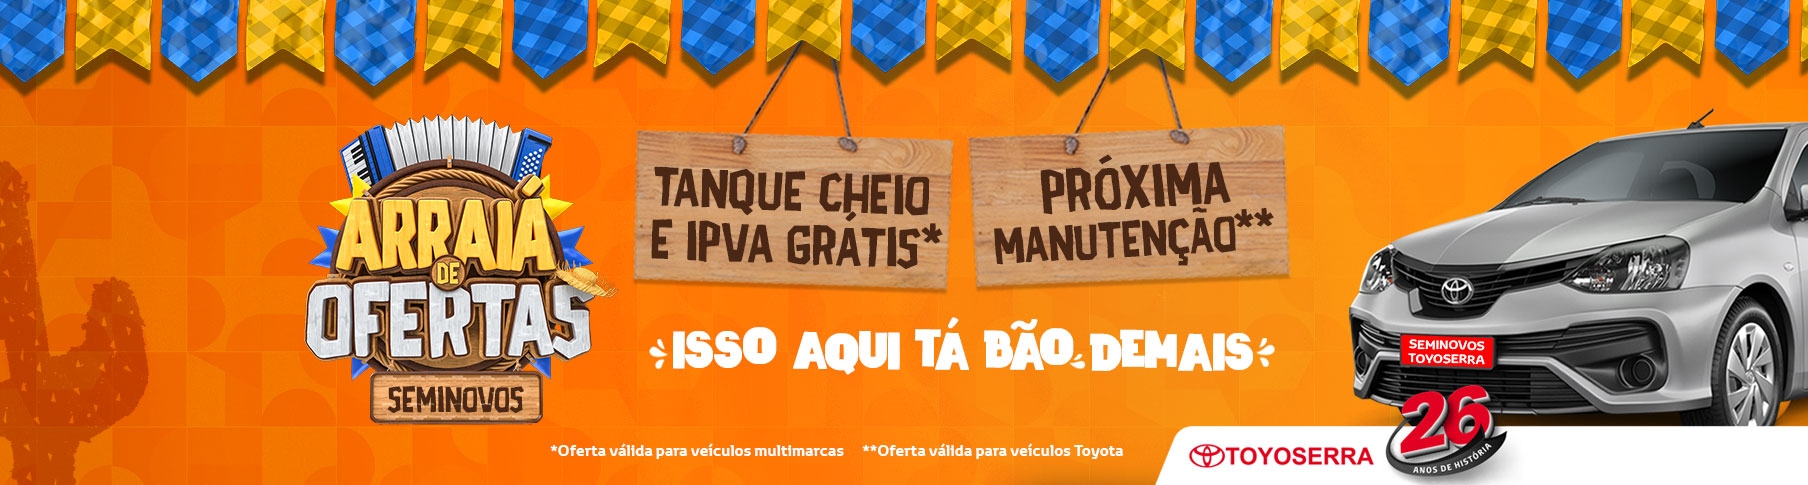 ARRAIÁ
DE
OFERTAS
SEMINOVOS
TANQUE CHEIO
E IPVA GRÁTIS*
PRÓXIMA
MANUTENÇÃO**
ISSO AQUI TÁ BÃO DEMAIS
*Oferta válida para veículos multimarcas **Oferta válida para veículos Toyota
SEMINOVOS
TOYOSERRA
TOYOSERRA
26
ANOS DE HISTÓRIA